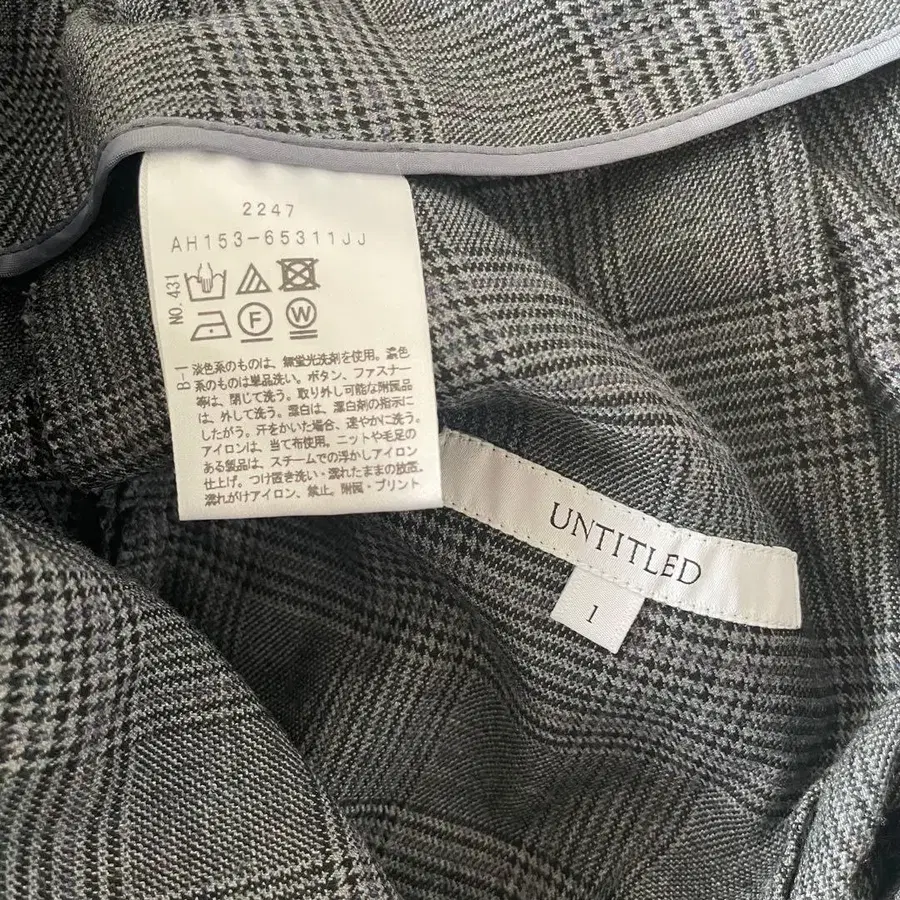 2247
AH153-65311JJ
NO.431
F W
B-1
淡色系のものは、無蛍光洗剤を使用。濃色
系のものは単品洗い。ボタン、ファスナー
等は、閉じて洗う。取り外し可能な附属品
は、外して洗う。漂白は、漂白剤の指示に
したがう。汗をかいた場合、速やかに洗う。
アイロンは、当て布使用。ニットや毛足の
ある製品は、スチームでの浮かしアイロン
仕上げ。つけ置き洗い・濡れたままの放置、
濡れがけアイロン、禁止。附属・プリント
UNTITLED
1